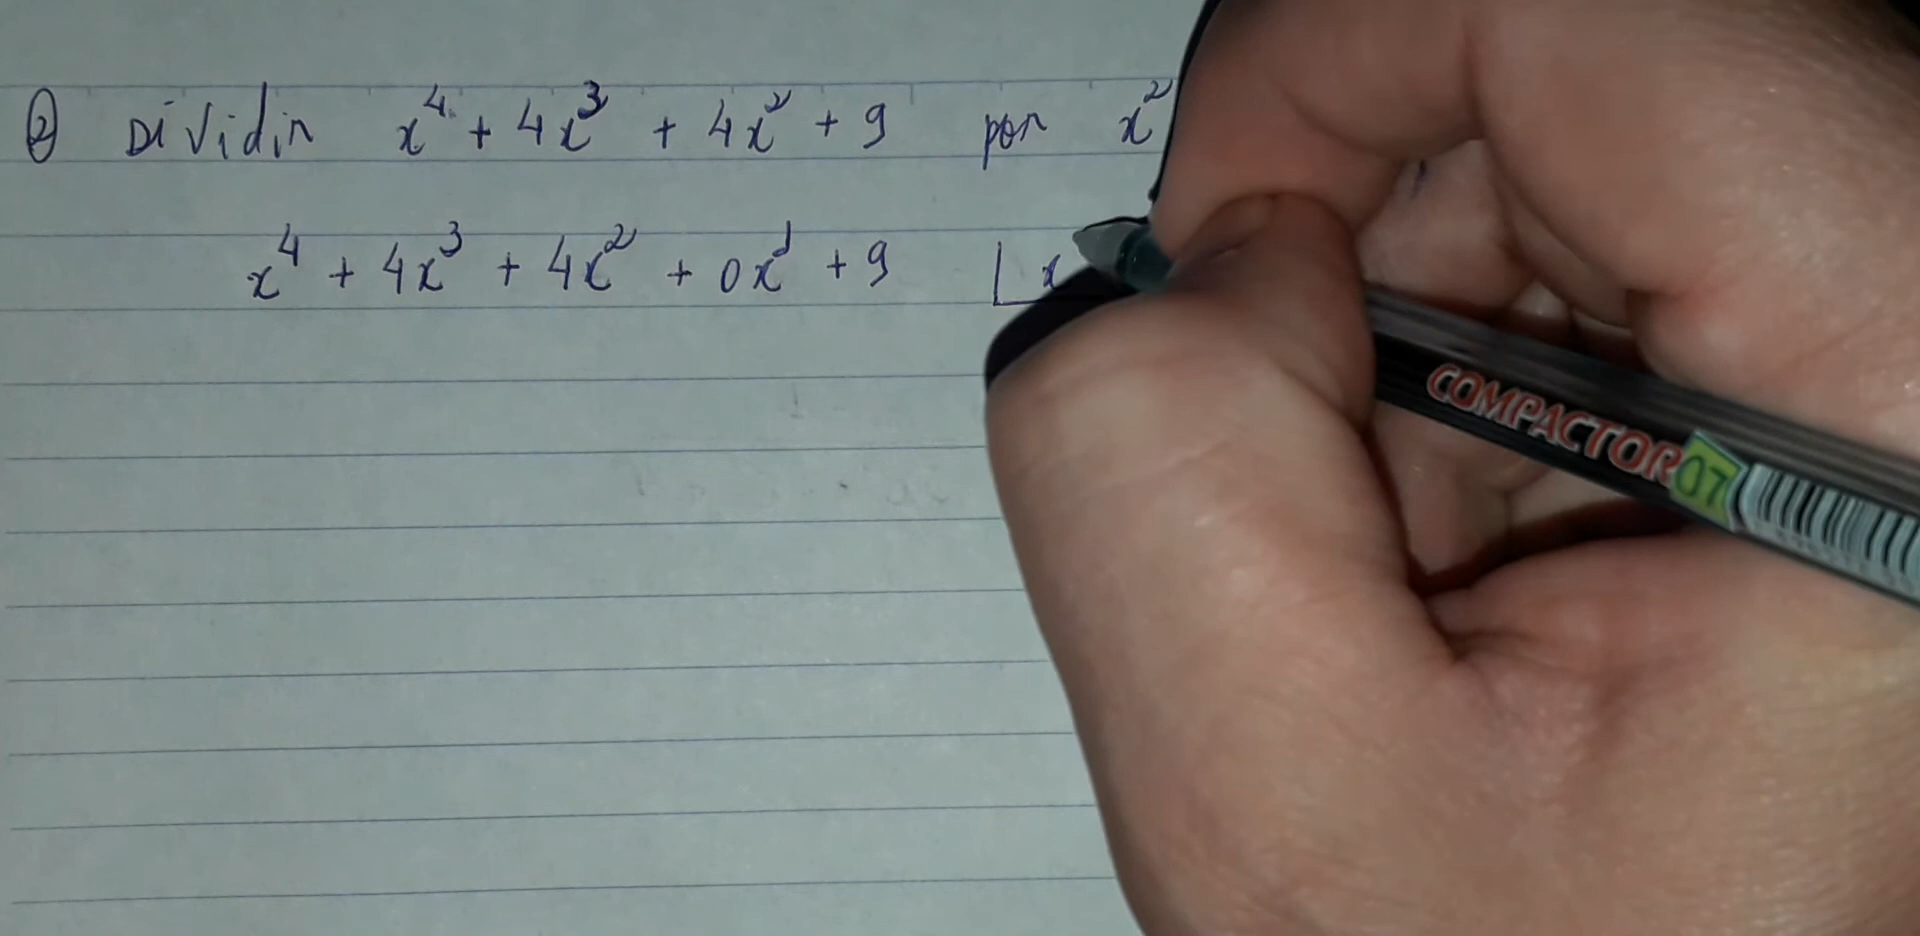 ② Dividir x⁴ + 4x³ + 4x² + 9 por x²
x⁴ + 4x³ + 4x² + 0x¹ + 9 | x
COMPACTOR 07